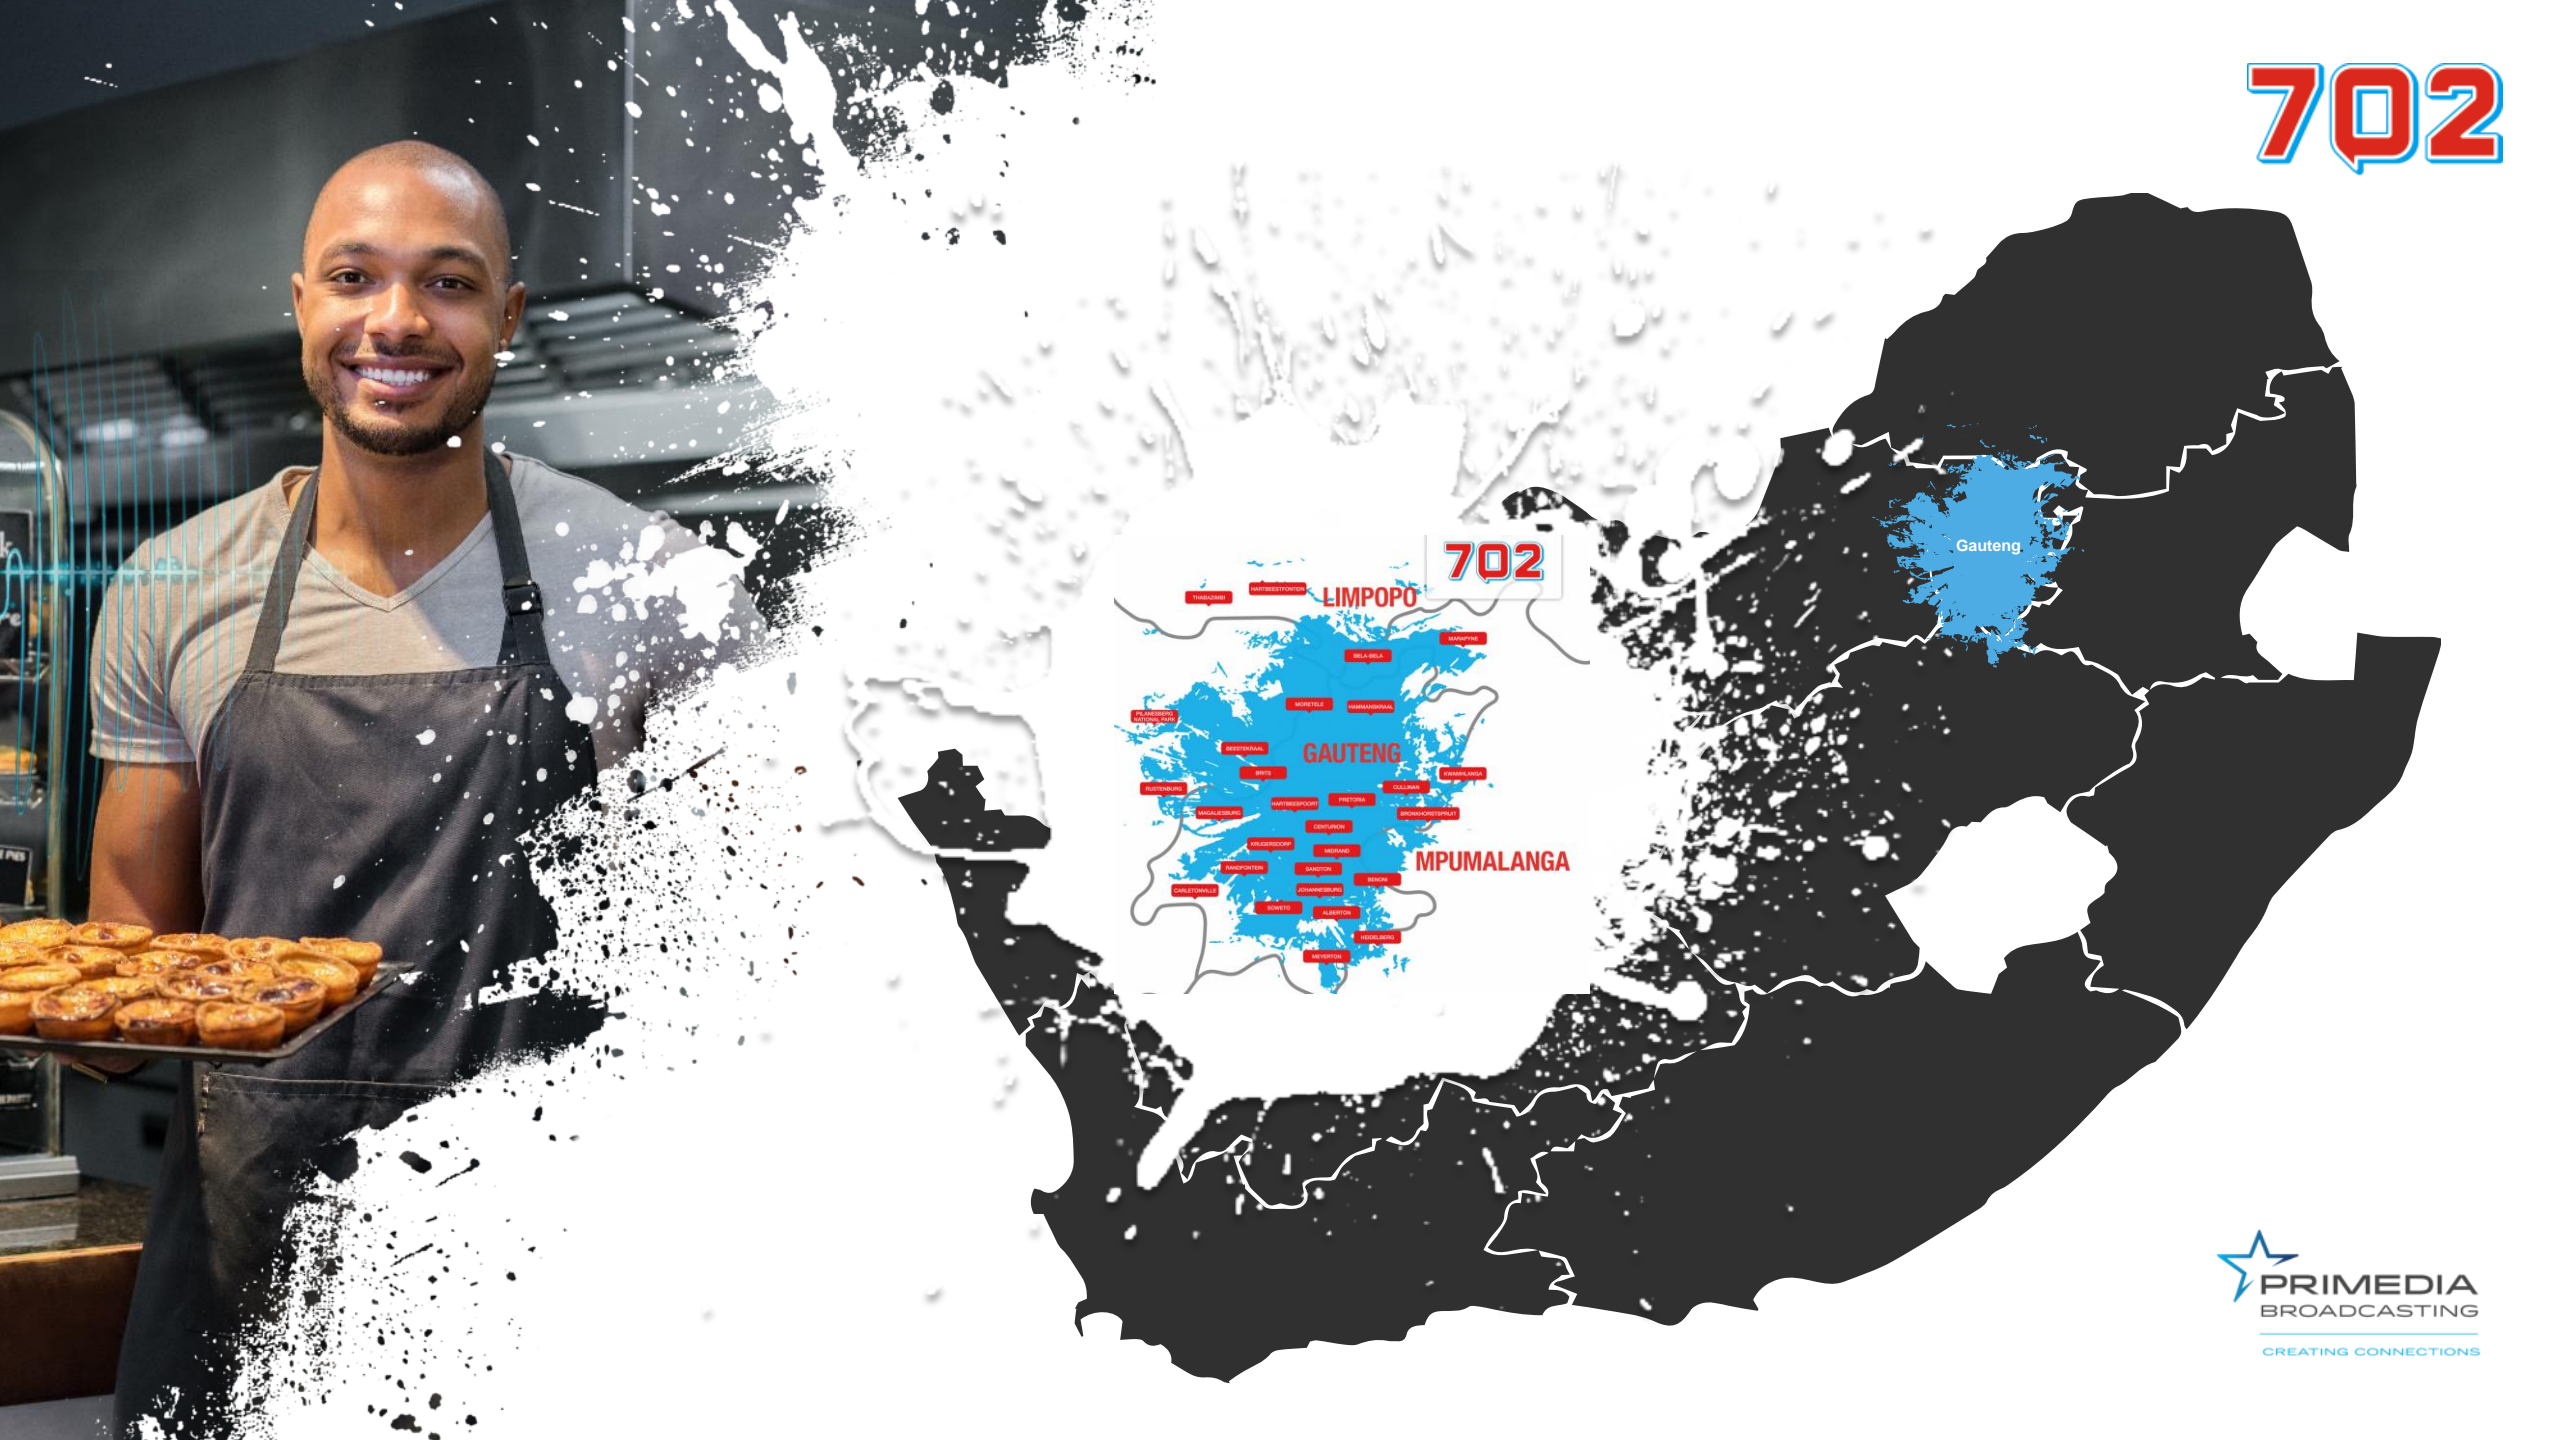 702
Gauteng
702
LIMPOPO
THABAZIMBI
HARTBEESTFONTEIN
MARAPYNE
BELA-BELA
MORETELE
HAMMANSKRAAL
PILANESBERG
NATIONAL PARK
BEESTEKRAAL
GAUTENG
BRITS
KWAMHLANGA
RUSTENBURG
CULLINAN
HARTBEESPOORT
PRETORIA
MAGALIESBURG
BRONKHORSTSPRUIT
CENTURION
KRUGERSDORP
MIDRAND
MPUMALANGA
RANDFONTEIN
SANDTON
BENONI
CARLETONVILLE
JOHANNESBURG
SOWETO
ALBERTON
HEIDELBERG
MEYERTON
PIES
PRIMEDIA
BROADCASTING
CREATING CONNECTIONS